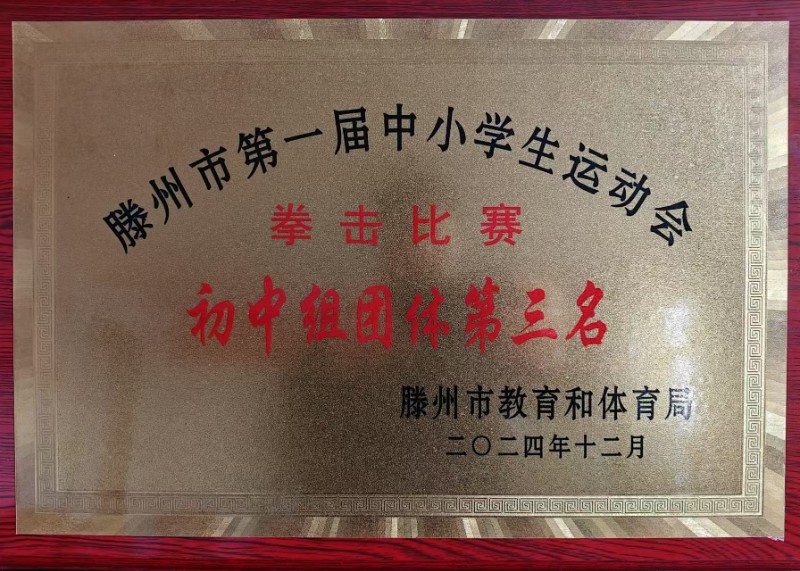 滕州市第一届中小学生运动会
拳击比赛
初中组团体第三名
滕州市教育和体育局
二〇二四年十二月